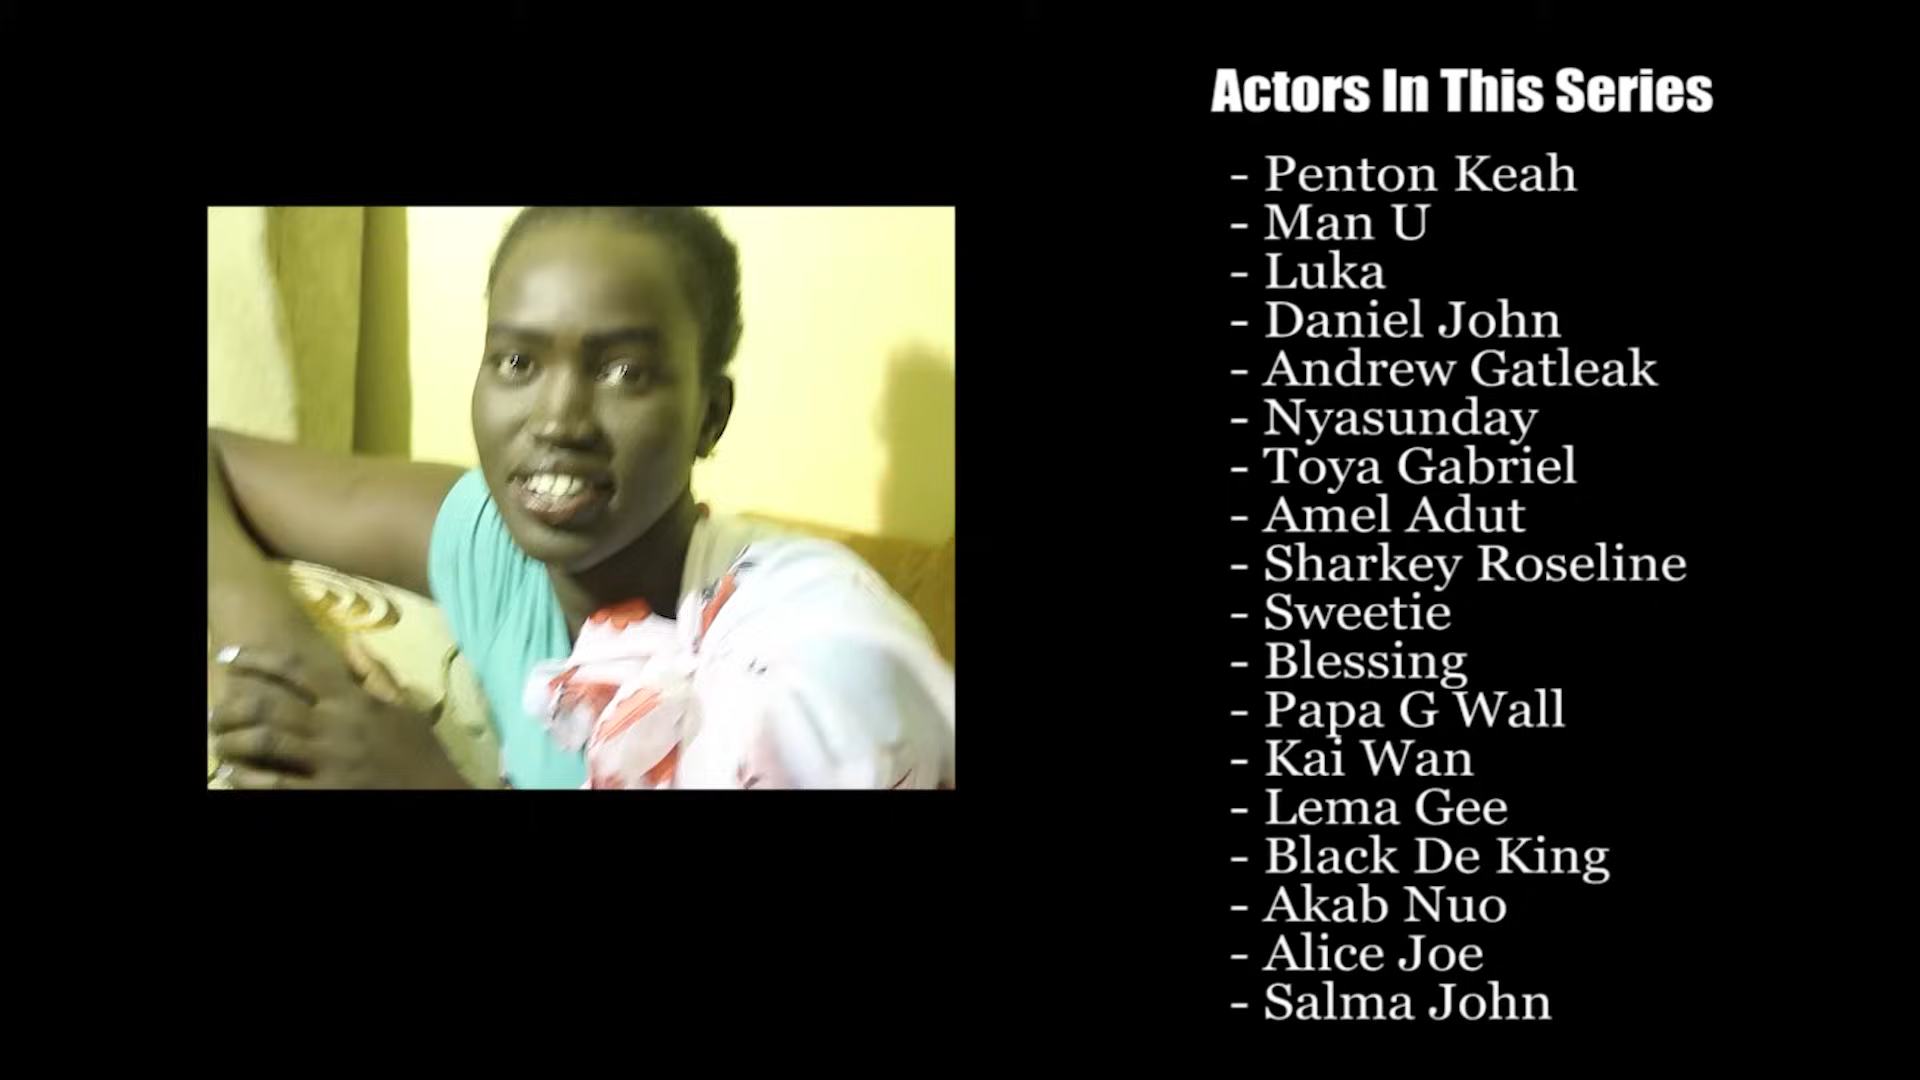 Actors In This Series
- Penton Keah
- Man U
- Luka
- Daniel John
- Andrew Gatleak
- Nyasunday
- Toya Gabriel
- Amel Adut
- Sharkey Roseline
- Sweetie
- Blessing
- Papa G Wall
- Kai Wan
- Lema Gee
- Black De King
- Akab Nuo
- Alice Joe
- Salma John